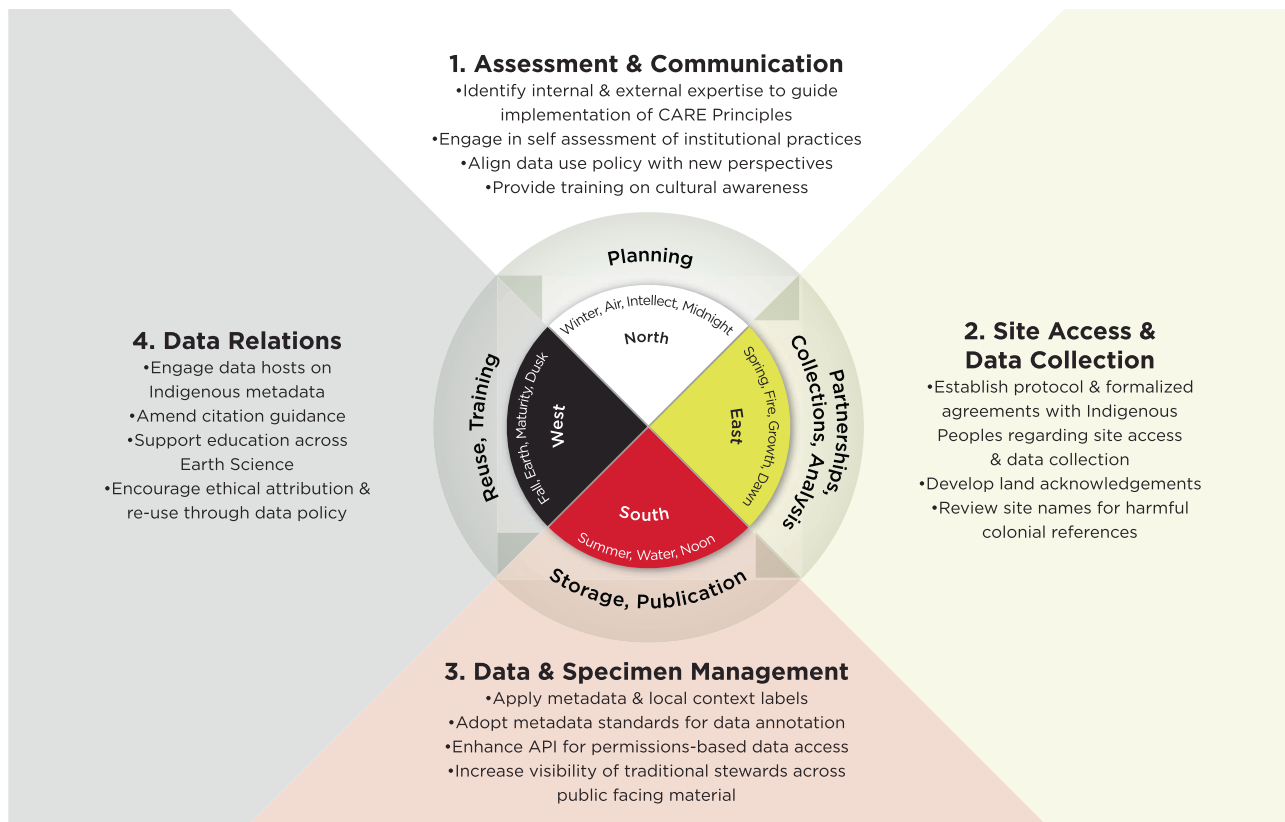 1. Assessment & Communication
•Identify internal & external expertise to guide
implementation of CARE Principles
•Engage in self assessment of institutional practices
•Align data use policy with new perspectives
•Provide training on cultural awareness
Planning
Winter, Air, Intellect, Midnight
North
4. Data Relations
•Engage data hosts on
Indigenous metadata
•Amend citation guidance
•Support education across
Earth Science
•Encourage ethical attribution &
re-use through data policy
Reuse, Training
Fall, Earth, Maturity, Dusk
West
East
Spring, Fire, Growth, Dawn
Partnerships,
Collections, Analysis
2. Site Access &
Data Collection
•Establish protocol & formalized
agreements with Indigenous
Peoples regarding site access
& data collection
•Develop land acknowledgements
•Review site names for harmful
colonial references
South
Summer, Water, Noon
Storage, Publication
3. Data & Specimen Management
•Apply metadata & local context labels
•Adopt metadata standards for data annotation
•Enhance API for permissions-based data access
•Increase visibility of traditional stewards across
public facing material